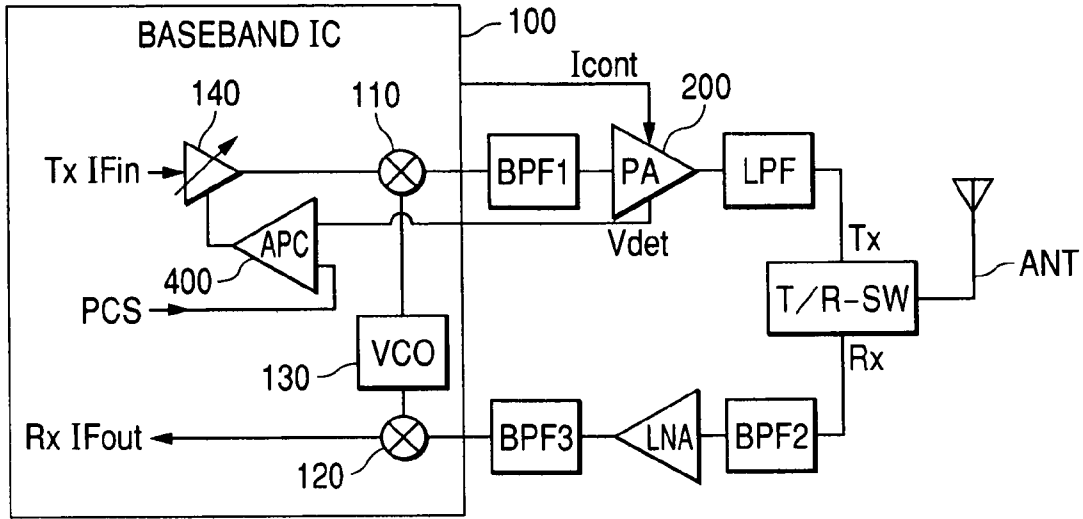 BASEBAND IC
100
Icont
140
110
200
Tx IFin
BPF1
PA
LPF
Vdet
APC
400
Tx
ANT
PCS
T/R-SW
VCO
130
Rx
Rx IFout
120
BPF3
LNA
BPF2